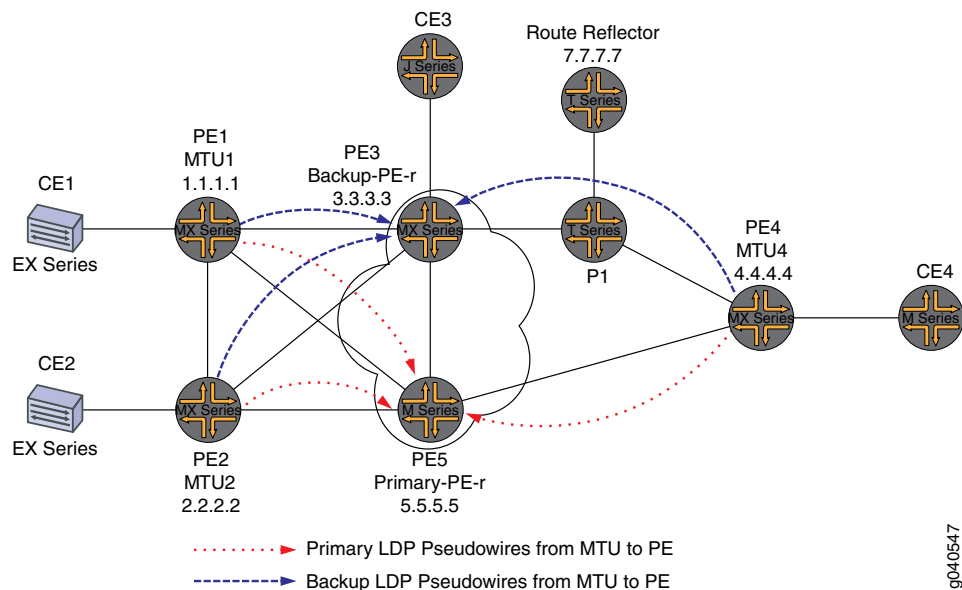 CE3
J Series
Route Reflector
7.7.7.7
T Series
PE1
MTU1
1.1.1.1
MX Series
PE3
Backup-PE-r
3.3.3.3
MX Series
CE1
EX Series
T Series
P1
PE4
MTU4
4.4.4.4
MX Series
CE4
M Series
CE2
EX Series
MX Series
PE2
MTU2
2.2.2.2
M Series
PE5
Primary-PE-r
5.5.5.5
Primary LDP Pseudowires from MTU to PE
Backup LDP Pseudowires from MTU to PE
g040547